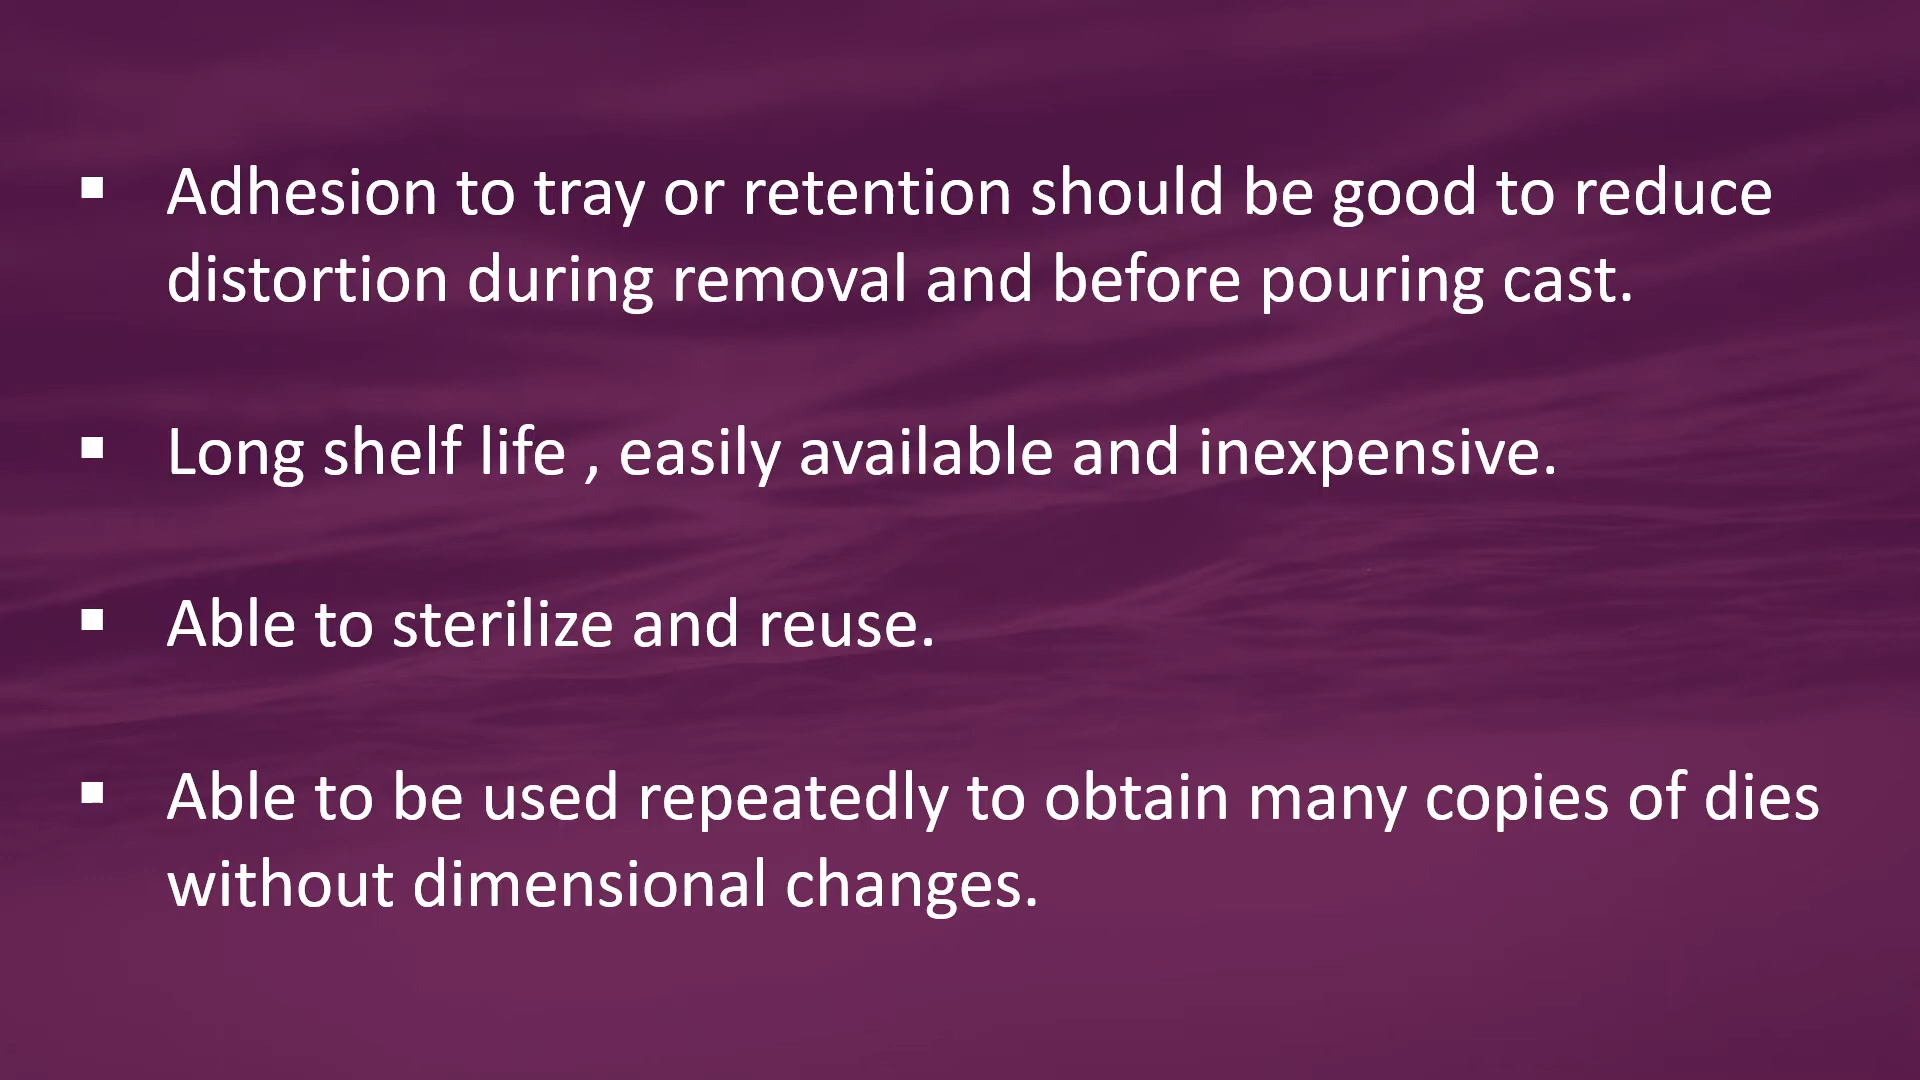 ▪ Adhesion to tray or retention should be good to reduce
distortion during removal and before pouring cast.
▪ Long shelf life , easily available and inexpensive.
▪ Able to sterilize and reuse.
▪ Able to be used repeatedly to obtain many copies of dies
without dimensional changes.